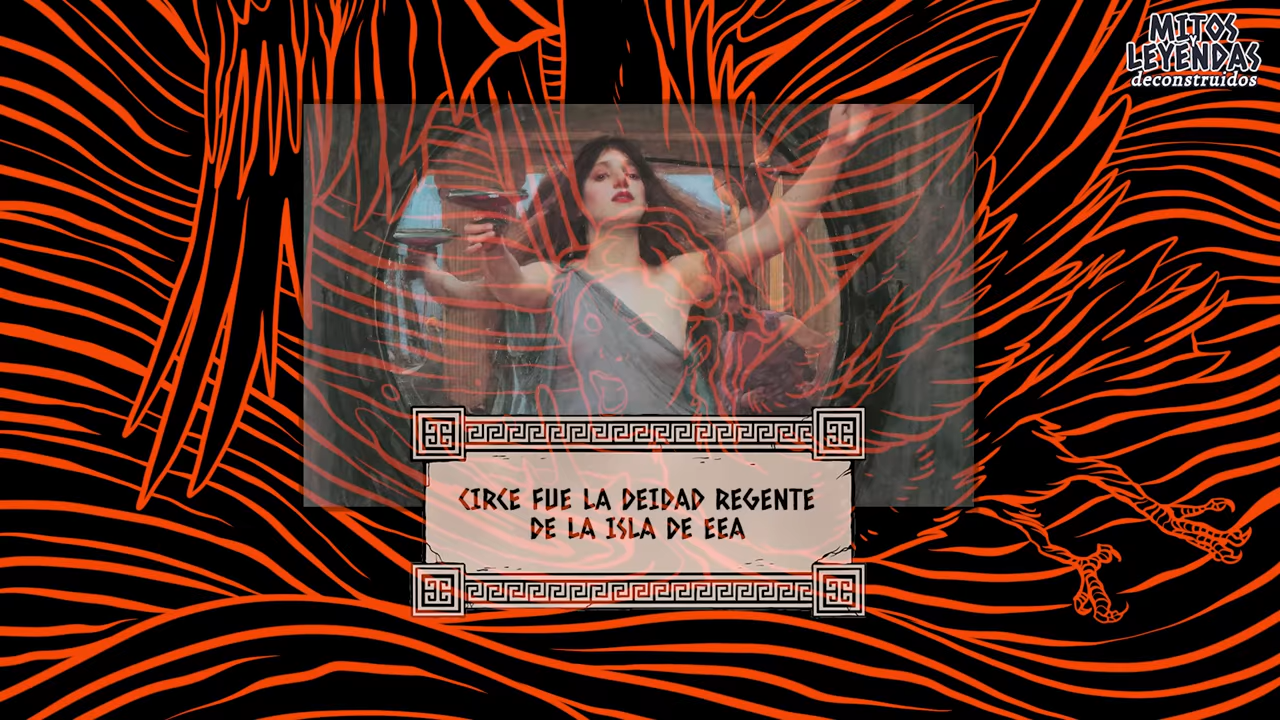 MITOS
Y
LEYENDAS
deconstruidos
CIRCE FUE LA DEIDAD REGENTE
DE LA ISLA DE EEA